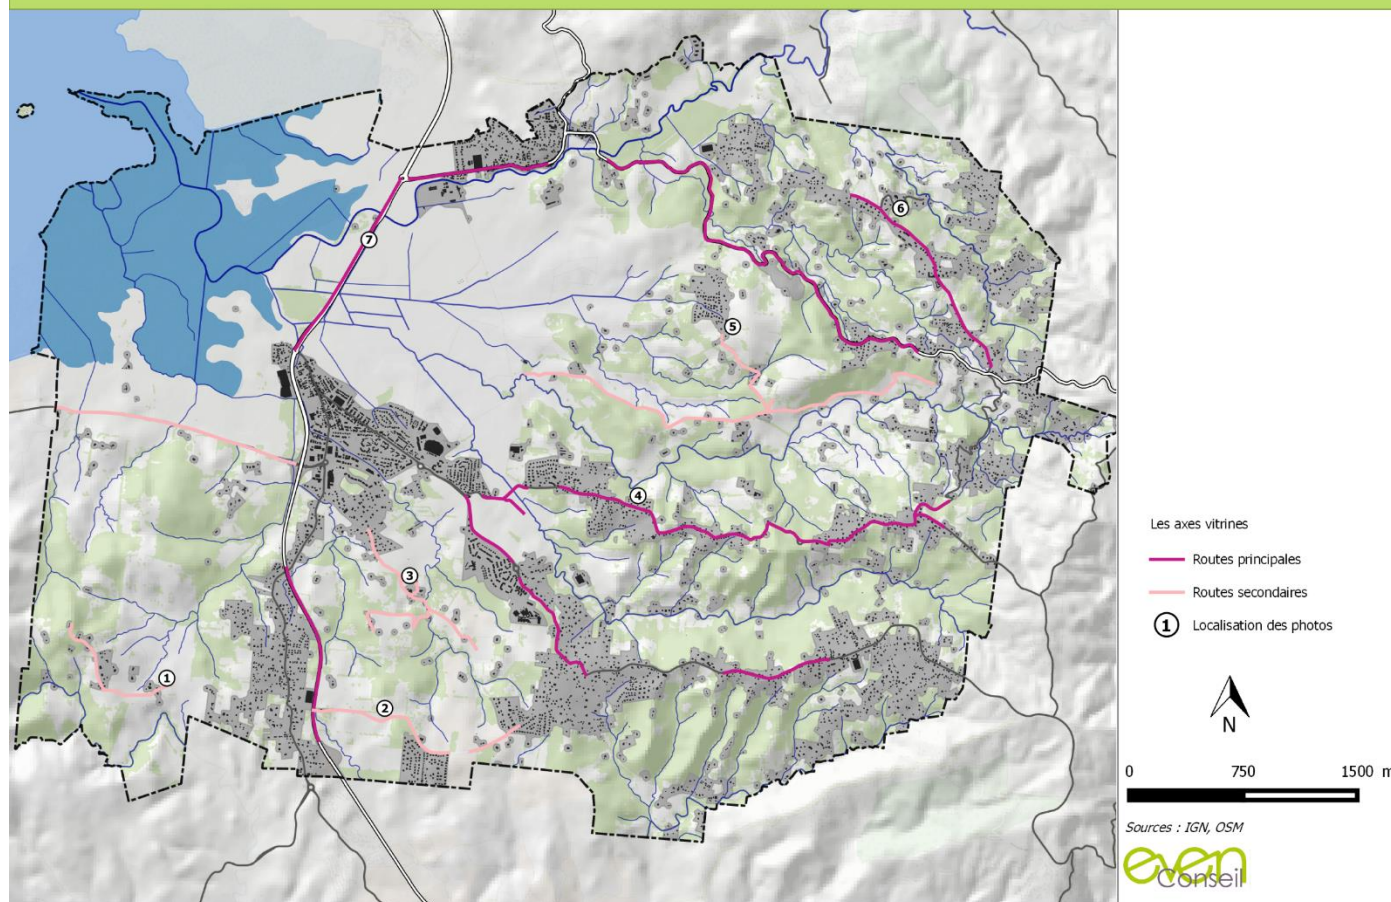 7
6
5
4
3
1
2
Les axes vitrines
Routes principales
Routes secondaires
1 Localisation des photos
N
0 750 1500 m
Sources : IGN, OSM
even
Conseil